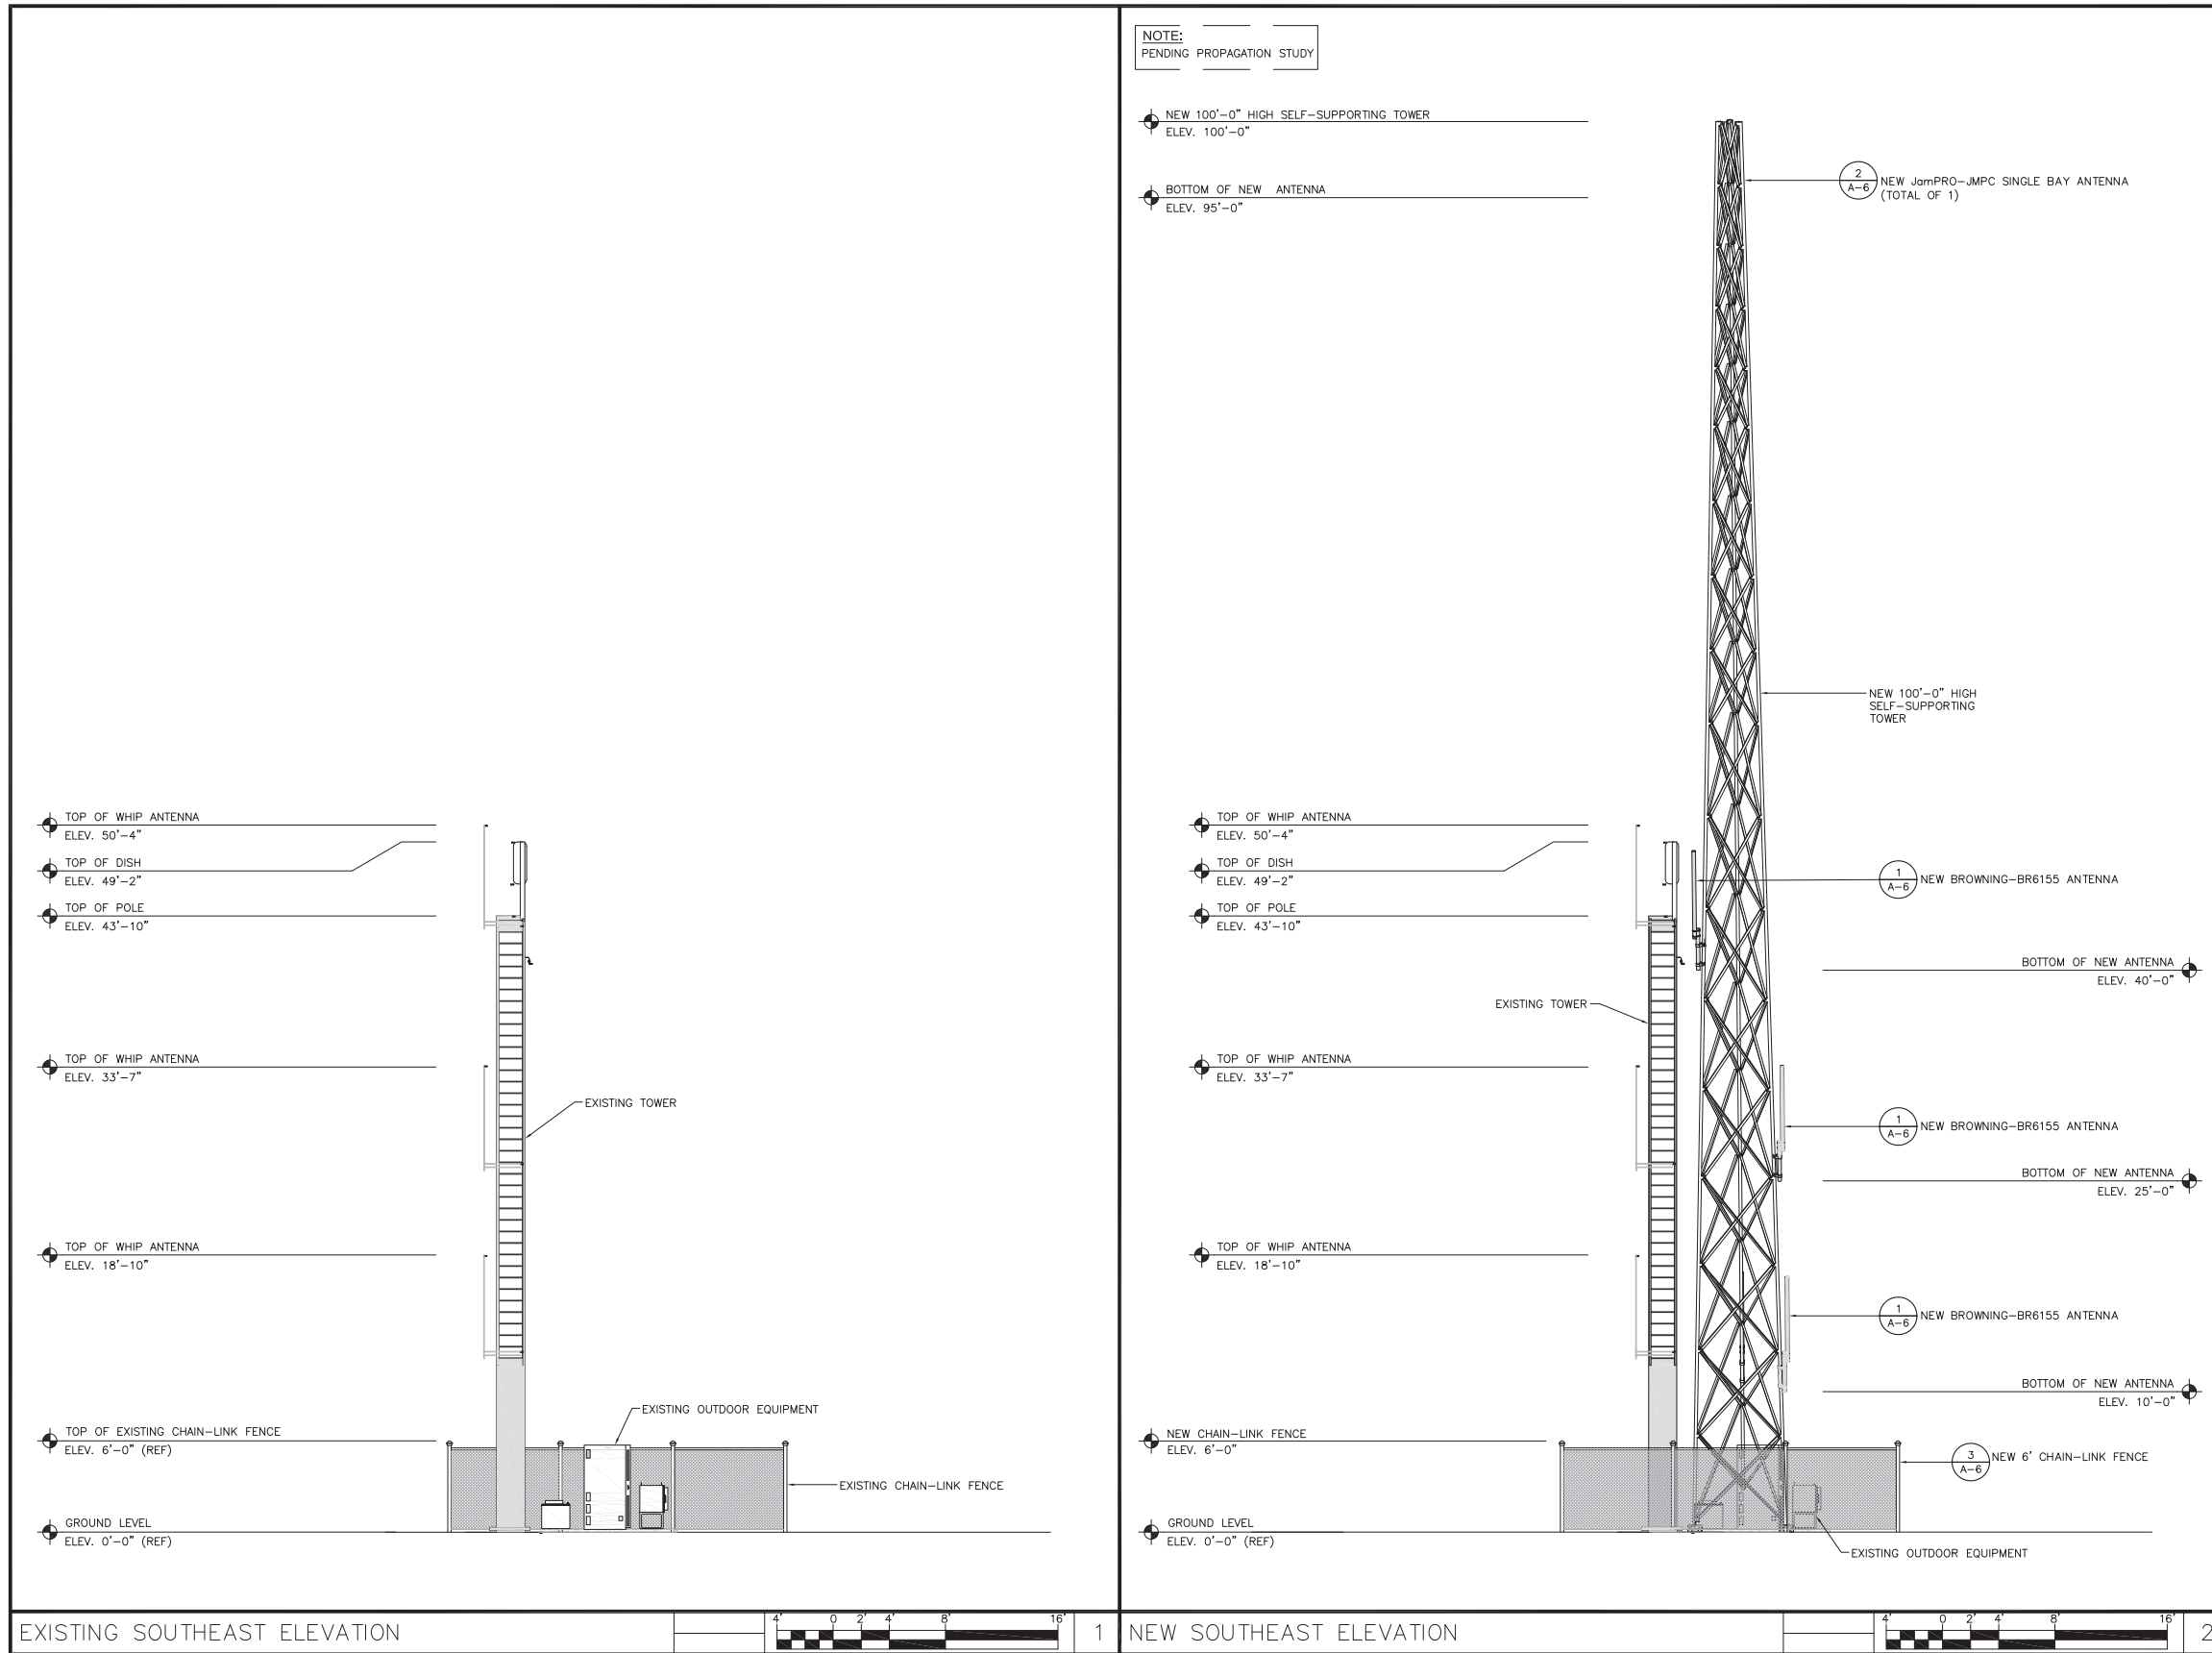 TOP OF WHIP ANTENNA
ELEV. 50'-4"
TOP OF DISH
ELEV. 49'-2"
TOP OF POLE
ELEV. 43'-10"
TOP OF WHIP ANTENNA
ELEV. 33'-7"
EXISTING TOWER
TOP OF WHIP ANTENNA
ELEV. 18'-10"
EXISTING OUTDOOR EQUIPMENT
TOP OF EXISTING CHAIN-LINK FENCE
ELEV. 6'-0" (REF)
EXISTING CHAIN-LINK FENCE
GROUND LEVEL
ELEV. 0'-0" (REF)
EXISTING SOUTHEAST ELEVATION
4' 0 2' 4' 8' 16'
1
NOTE:
PENDING PROPAGATION STUDY
NEW 100'-0" HIGH SELF-SUPPORTING TOWER
ELEV. 100'-0"
BOTTOM OF NEW ANTENNA
ELEV. 95'-0"
2
A-6
NEW JamPRO-JMPC SINGLE BAY ANTENNA
(TOTAL OF 1)
NEW 100'-0" HIGH
SELF-SUPPORTING
TOWER
TOP OF WHIP ANTENNA
ELEV. 50'-4"
TOP OF DISH
ELEV. 49'-2"
1
A-6
NEW BROWNING-BR6155 ANTENNA
TOP OF POLE
ELEV. 43'-10"
BOTTOM OF NEW ANTENNA
ELEV. 40'-0"
EXISTING TOWER
TOP OF WHIP ANTENNA
ELEV. 33'-7"
1
A-6
NEW BROWNING-BR6155 ANTENNA
BOTTOM OF NEW ANTENNA
ELEV. 25'-0"
TOP OF WHIP ANTENNA
ELEV. 18'-10"
1
A-6
NEW BROWNING-BR6155 ANTENNA
BOTTOM OF NEW ANTENNA
ELEV. 10'-0"
NEW CHAIN-LINK FENCE
ELEV. 6'-0"
3
A-6
NEW 6' CHAIN-LINK FENCE
GROUND LEVEL
ELEV. 0'-0" (REF)
EXISTING OUTDOOR EQUIPMENT
NEW SOUTHEAST ELEVATION
4' 0 2' 4' 8' 16'
2